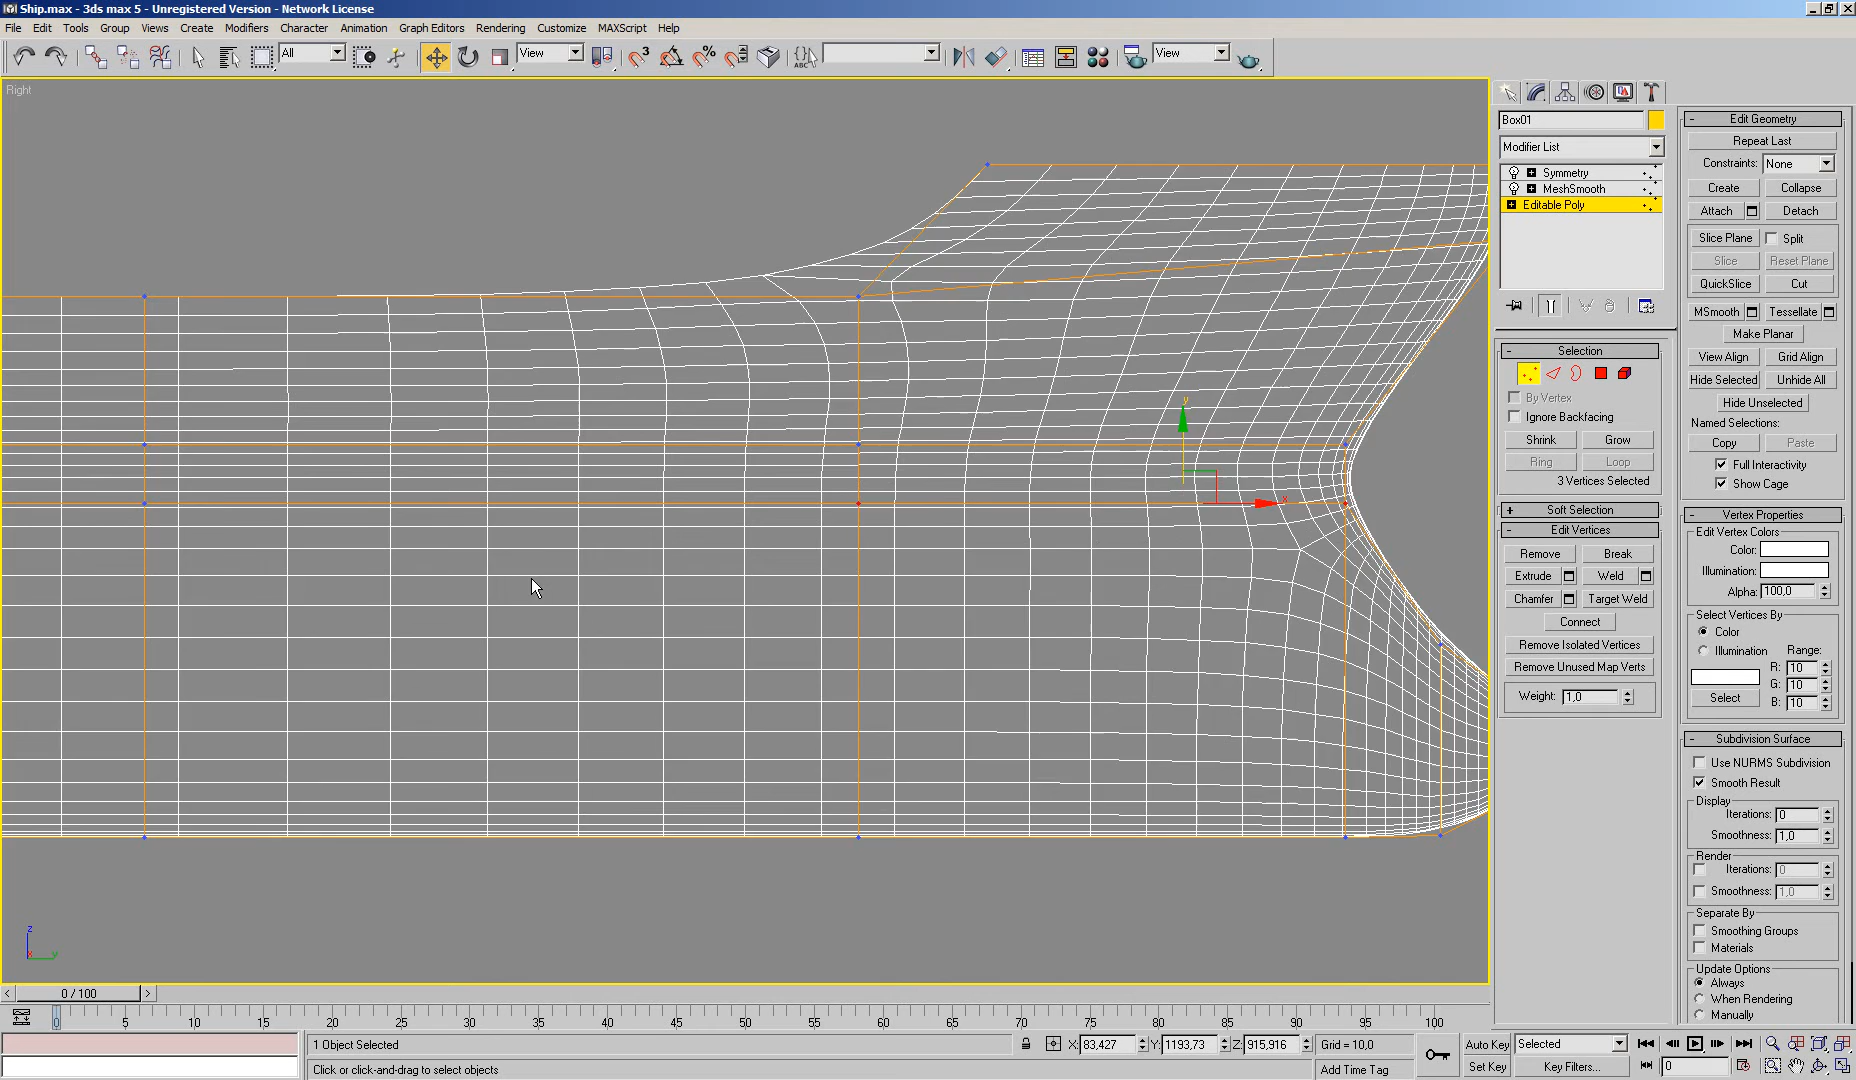 Ship.max - 3ds max 5 - Unregistered Version - Network License
File Edit Tools Group Views Create Modifiers Character Animation Graph Editors Rendering Customize MAXScript Help
All View View
Right
Box01
Modifier List
Symmetry
MeshSmooth
Editable Poly
Selection
By Vertex
Ignore Backfacing
Shrink Grow
Ring Loop
3 Vertices Selected
Soft Selection
Edit Vertices
Remove Break
Extrude Weld
Chamfer Target Weld
Connect
Remove Isolated Vertices
Remove Unused Map Verts
Weight: 1,0
Edit Geometry
Repeat Last
Constraints: None
Create Collapse
Attach Detach
Slice Plane Split
Slice Reset Plane
QuickSlice Cut
MSmooth Tessellate
Make Planar
View Align Grid Align
Hide Selected Unhide All
Hide Unselected
Named Selections:
Copy Paste
Full Interactivity
Show Cage
Vertex Properties
Edit Vertex Colors
Color:
Illumination:
Alpha: 100,0
Select Vertices By
Color
Illumination Range:
R: 10
G: 10
Select B: 10
Subdivision Surface
Use NURMS Subdivision
Smooth Result
Display
Iterations: 0
Smoothness: 1,0
Render
Iterations: 0
Smoothness: 1,0
Separate By
Smoothing Groups
Materials
Update Options
Always
When Rendering
Manually
y
x
z
x y
0 / 100
0 5 10 15 20 25 30 35 40 45 50 55 60 65 70 75 80 85 90 95 100
1 Object Selected X: 83,427 Y: 1193,73 Z: 915,916 Grid = 10,0 Auto Key Selected
Click or click-and-drag to select objects Add Time Tag Set Key Key Filters... 0